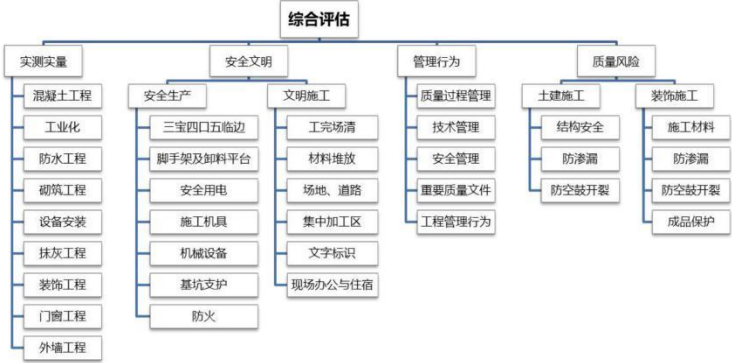 综合评估
实测实量
安全文明
管理行为
质量风险
混凝土工程
工业化
防水工程
砌筑工程
设备安装
抹灰工程
装饰工程
门窗工程
外墙工程
安全生产
三宝四口五临边
脚手架及卸料平台
安全用电
施工机具
机械设备
基坑支护
防火
文明施工
工完场清
材料堆放
场地、道路
集中加工区
文字标识
现场办公与住宿
质量过程管理
技术管理
安全管理
重要质量文件
工程管理行为
土建施工
结构安全
防渗漏
防空鼓开裂
装饰施工
施工材料
防渗漏
防空鼓开裂
成品保护